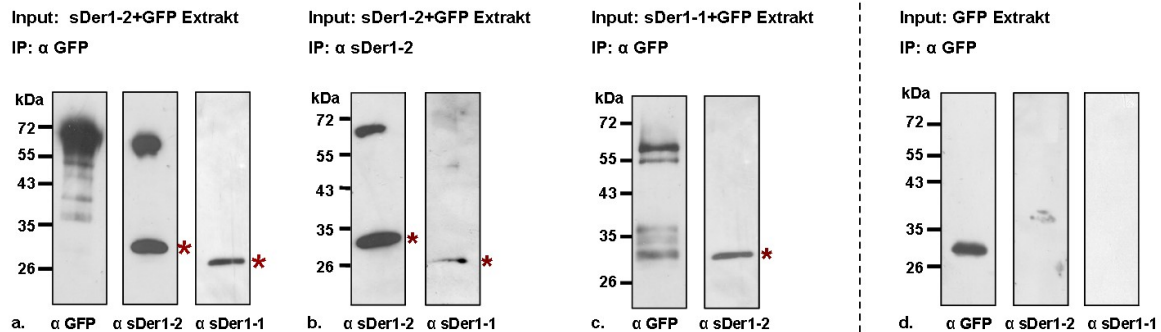 Input: sDer1-2+GFP Extrakt
IP: α GFP
kDa
72
55
43
35
26
*
*
a. α GFP α sDer1-2 α sDer1-1
Input: sDer1-2+GFP Extrakt
IP: α sDer1-2
kDa
72
55
43
35
26
*
*
b. α sDer1-2 α sDer1-1
Input: sDer1-1+GFP Extrakt
IP: α GFP
kDa
72
55
43
35
26
*
c. α GFP α sDer1-2
Input: GFP Extrakt
IP: α GFP
kDa
72
55
43
35
26
d. α GFP α sDer1-2 α sDer1-1